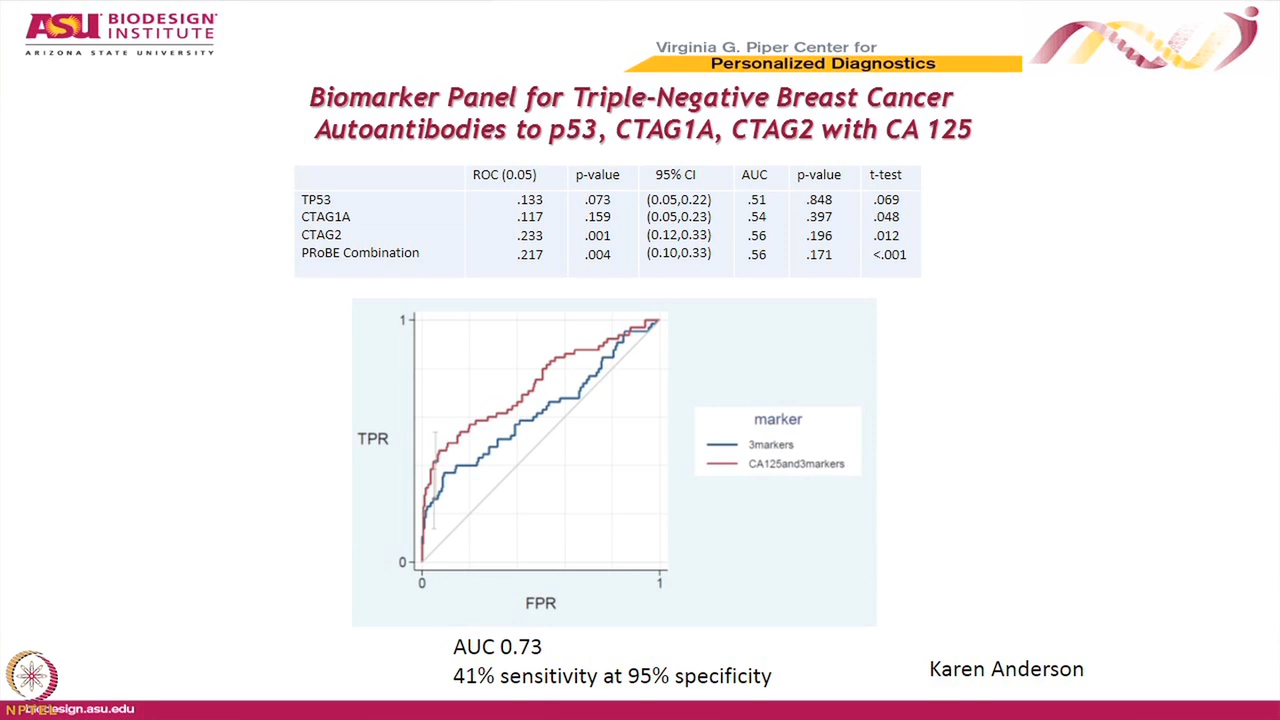 ASU BIODESIGN INSTITUTE
ARIZONA STATE UNIVERSITY
Virginia G. Piper Center for
Personalized Diagnostics
Biomarker Panel for Triple-Negative Breast Cancer
Autoantibodies to p53, CTAG1A, CTAG2 with CA 125
ROC (0.05) p-value 95% CI AUC p-value t-test
TP53 .133 .073 (0.05,0.22) .51 .848 .069
CTAG1A .117 .159 (0.05,0.23) .54 .397 .048
CTAG2 .233 .001 (0.12,0.33) .56 .196 .012
PRoBE Combination .217 .004 (0.10,0.33) .56 .171 <.001
1
TPR
0
0 1
FPR
marker
3markers
CA125and3markers
AUC 0.73
41% sensitivity at 95% specificity
Karen Anderson
NPTEL
biodesign.asu.edu